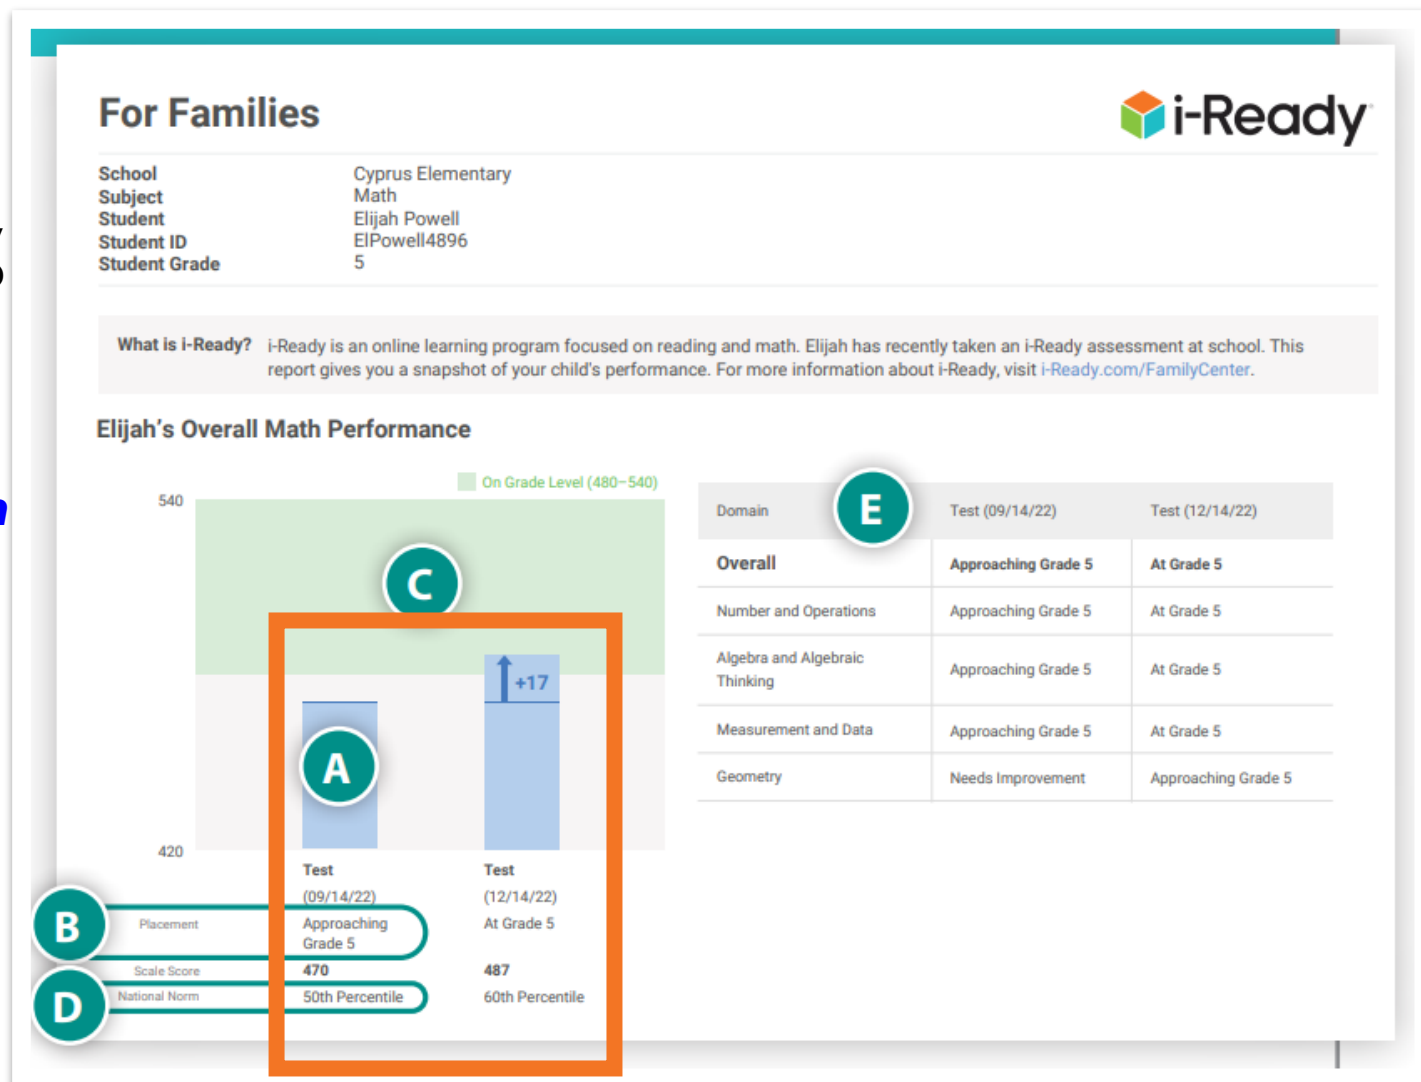 For Families
i-Ready
School Cyprus Elementary
Subject Math
Student Elijah Powell
Student ID ElPowell4896
Student Grade 5
What is i-Ready? i-Ready is an online learning program focused on reading and math. Elijah has recently taken an i-Ready assessment at school. This
report gives you a snapshot of your child's performance. For more information about i-Ready, visit i-Ready.com/FamilyCenter.
Elijah's Overall Math Performance
On Grade Level (480–540)
540
C
A
+17
420
Test Test
(09/14/22) (12/14/22)
B
Placement Approaching At Grade 5
Grade 5
Scale Score 470 487
D
National Norm 50th Percentile 60th Percentile
E
Domain Test (09/14/22) Test (12/14/22)
Overall Approaching Grade 5 At Grade 5
Number and Operations Approaching Grade 5 At Grade 5
Algebra and Algebraic
Thinking Approaching Grade 5 At Grade 5
Measurement and Data Approaching Grade 5 At Grade 5
Geometry Needs Improvement Approaching Grade 5